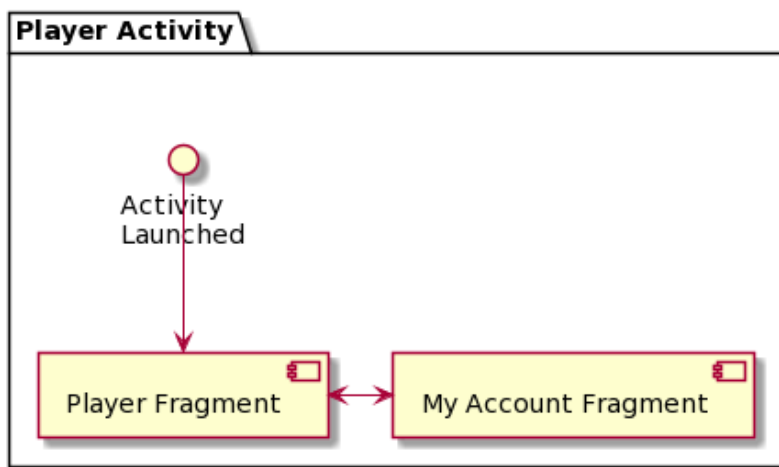 Player Activity
Activity
Launched
Player Fragment
My Account Fragment